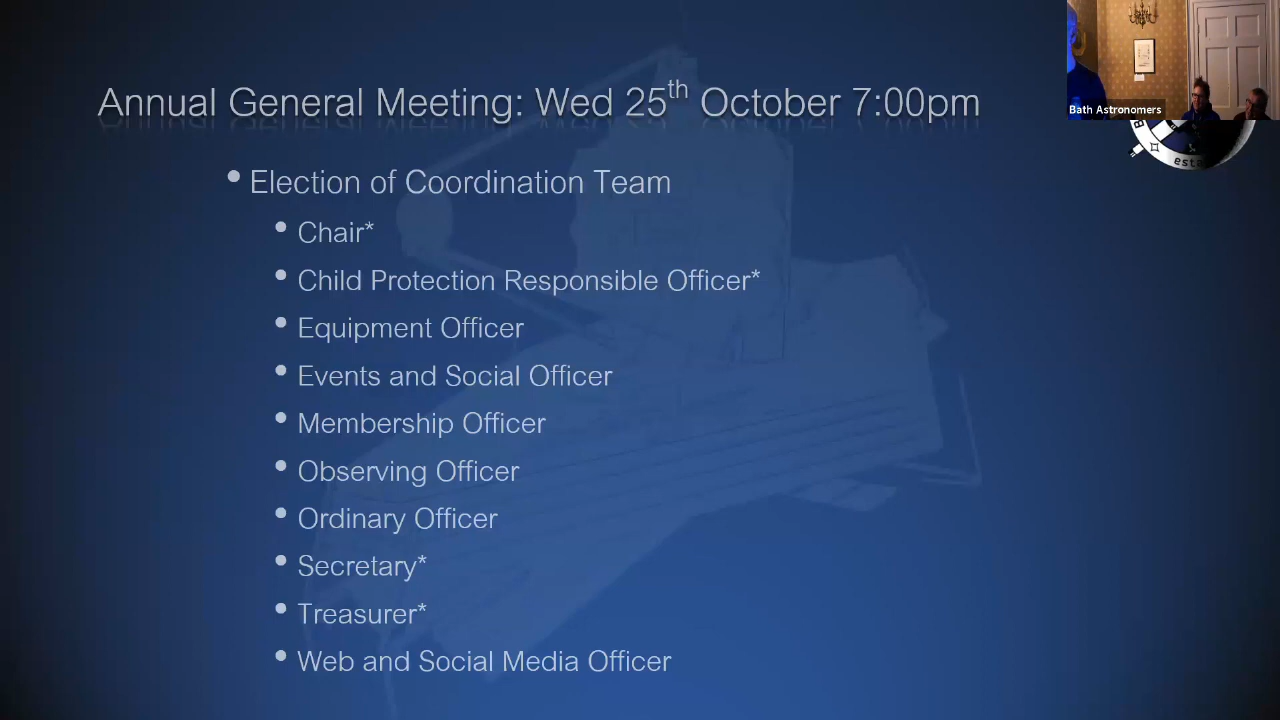 Annual General Meeting: Wed 25th October 7:00pm
Bath Astronomers
• Election of Coordination Team
• Chair*
• Child Protection Responsible Officer*
• Equipment Officer
• Events and Social Officer
• Membership Officer
• Observing Officer
• Ordinary Officer
• Secretary*
• Treasurer*
• Web and Social Media Officer